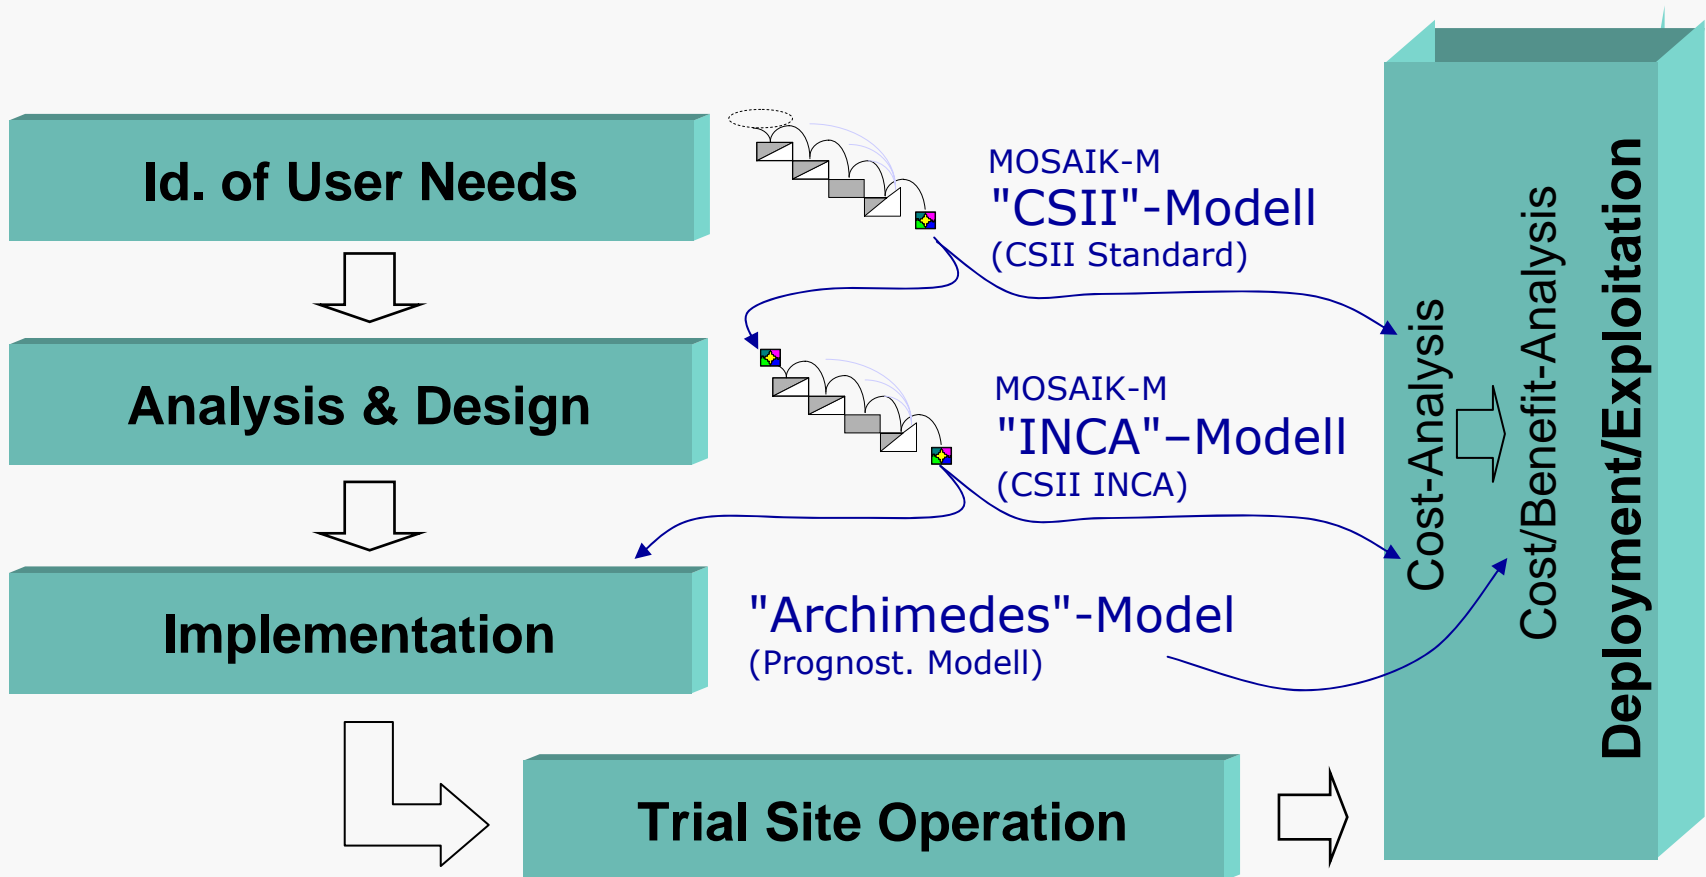 Id. of User Needs
MOSAIK-M
"CSII"-Modell
(CSII Standard)
Analysis & Design
MOSAIK-M
"INCA"–Modell
(CSII INCA)
Implementation
"Archimedes"-Model
(Prognost. Modell)
Trial Site Operation
Cost-Analysis
Cost/Benefit-Analysis
Deployment/Exploitation